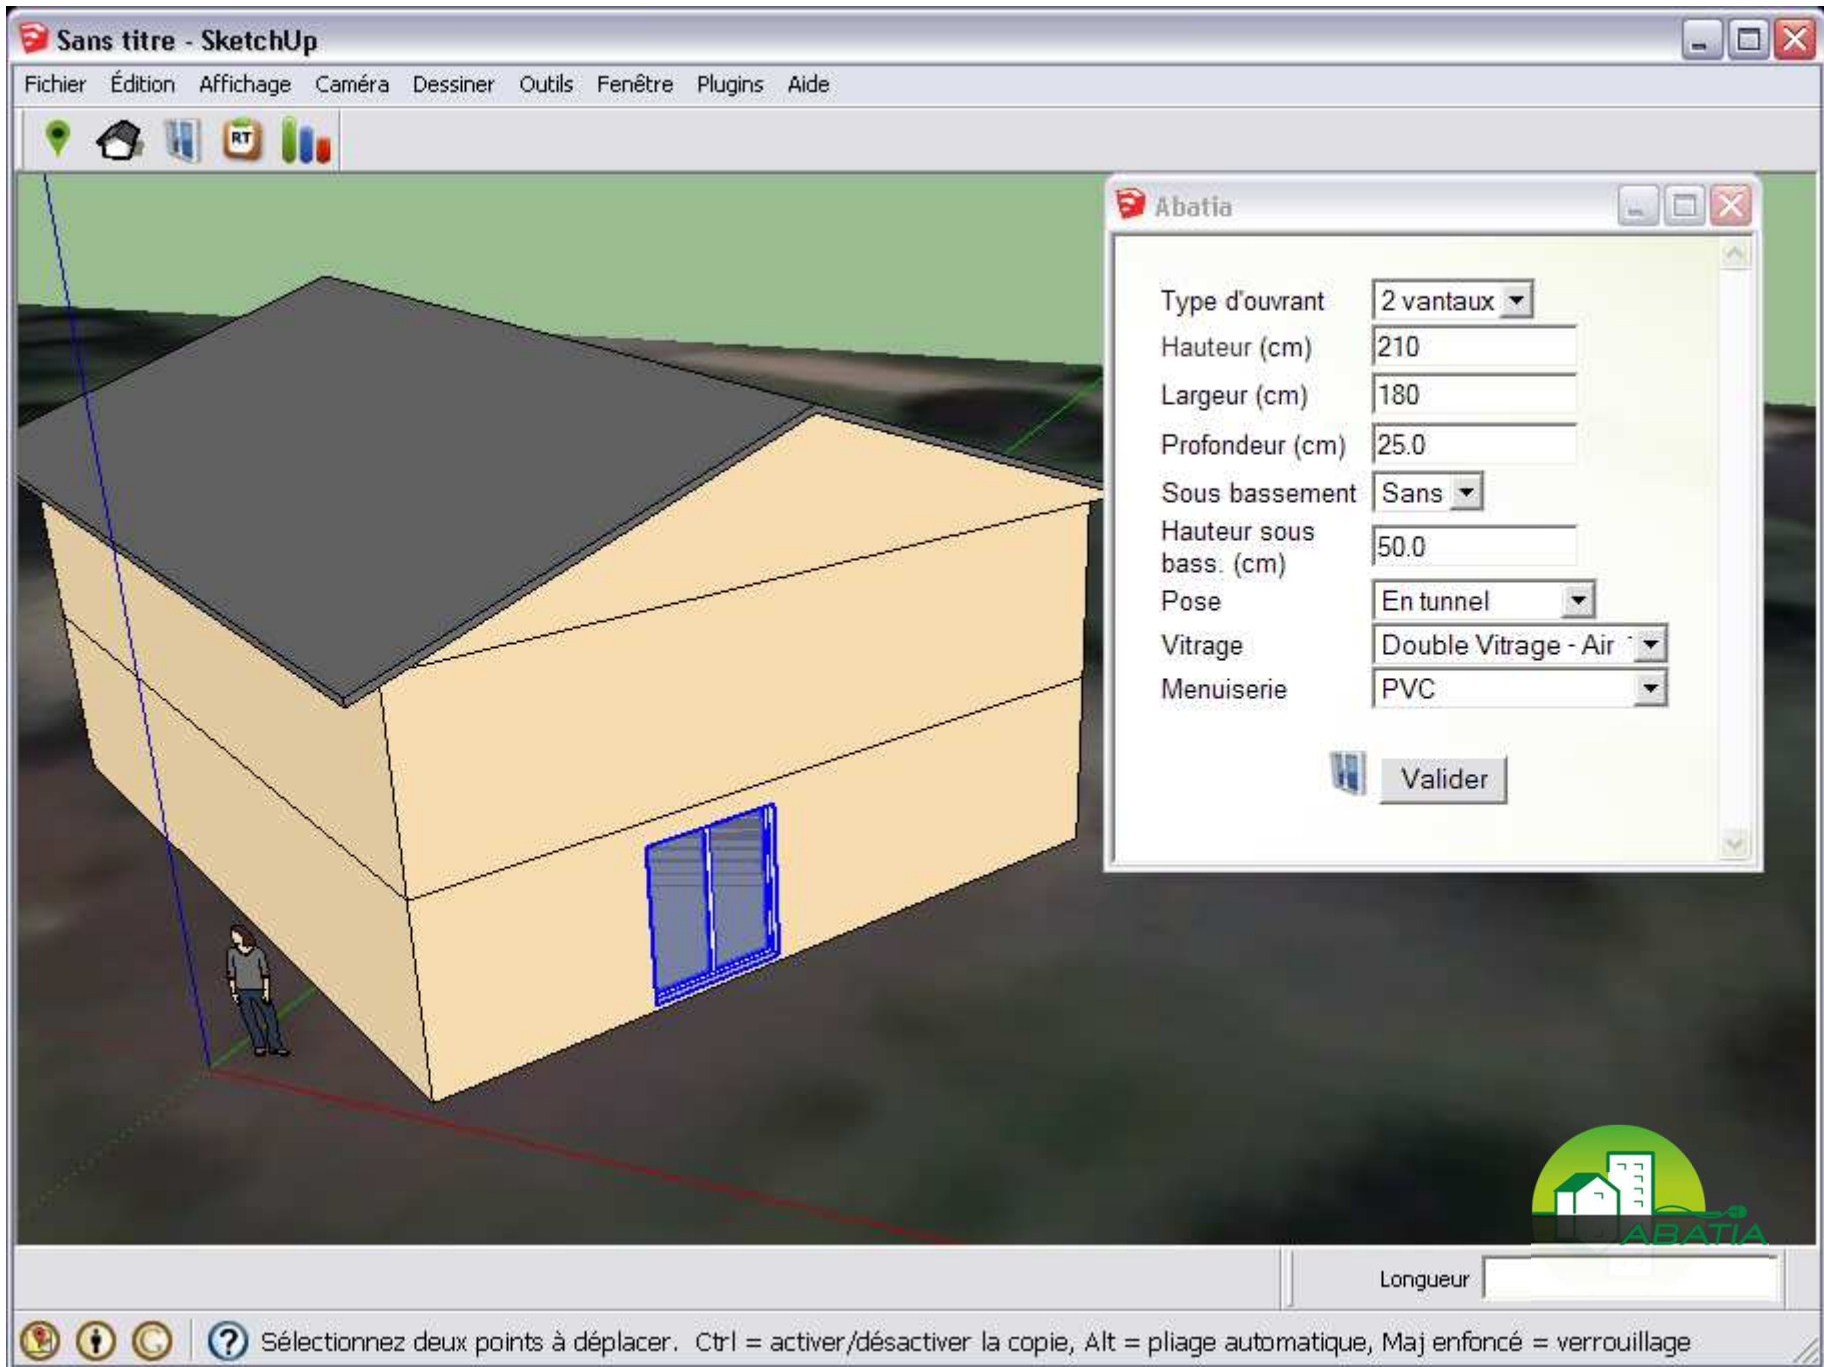 Sans titre - SketchUp
Fichier Édition Affichage Caméra Dessiner Outils Fenêtre Plugins Aide
RT
Abatia
Type d'ouvrant 2 vantaux
Hauteur (cm) 210
Largeur (cm) 180
Profondeur (cm) 25.0
Sous bassement Sans
Hauteur sous
bass. (cm) 50.0
Pose En tunnel
Vitrage Double Vitrage - Air
Menuiserie PVC
Valider
ABATIA
Longueur
Sélectionnez deux points à déplacer. Ctrl = activer/désactiver la copie, Alt = pliage automatique, Maj enfoncé = verrouillage